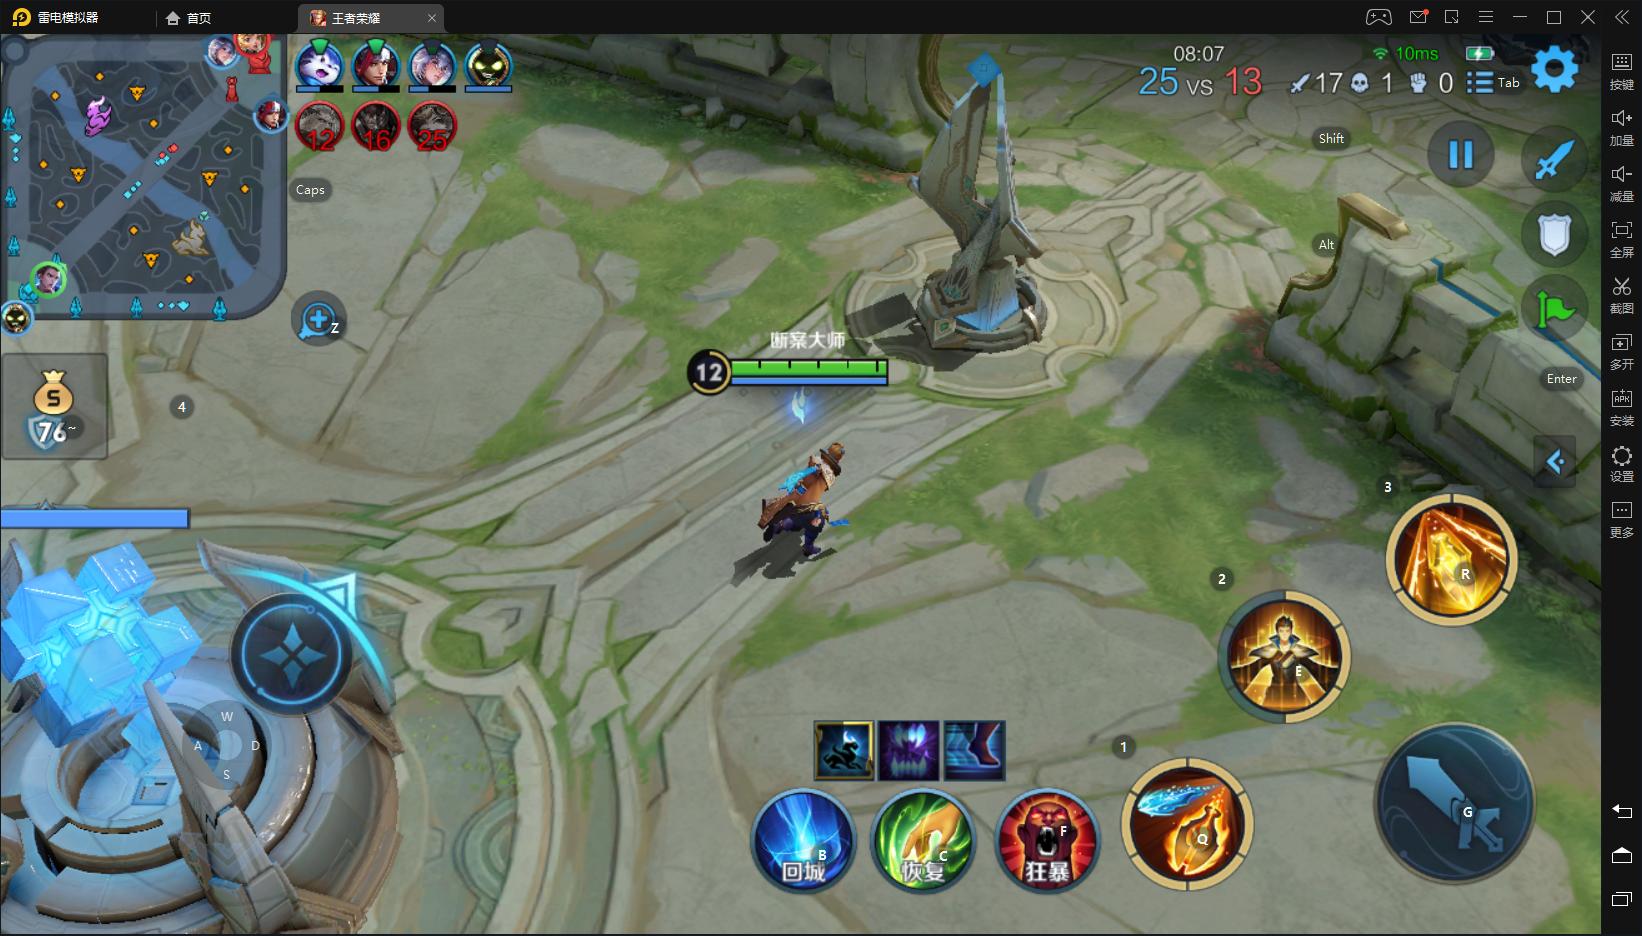 雷电模拟器
首页
王者荣耀
08:07
10ms
25 vs 13
17
1
0
Tab
12
16
25
Caps
Shift
Alt
Z
Enter
S
76
~
4
断案大师
12
3
R
2
E
1
Q
G
W
A
D
S
B
回城
C
恢复
F
狂暴
按键
加量
减量
全屏
截图
多开
APK
安装
设置
更多